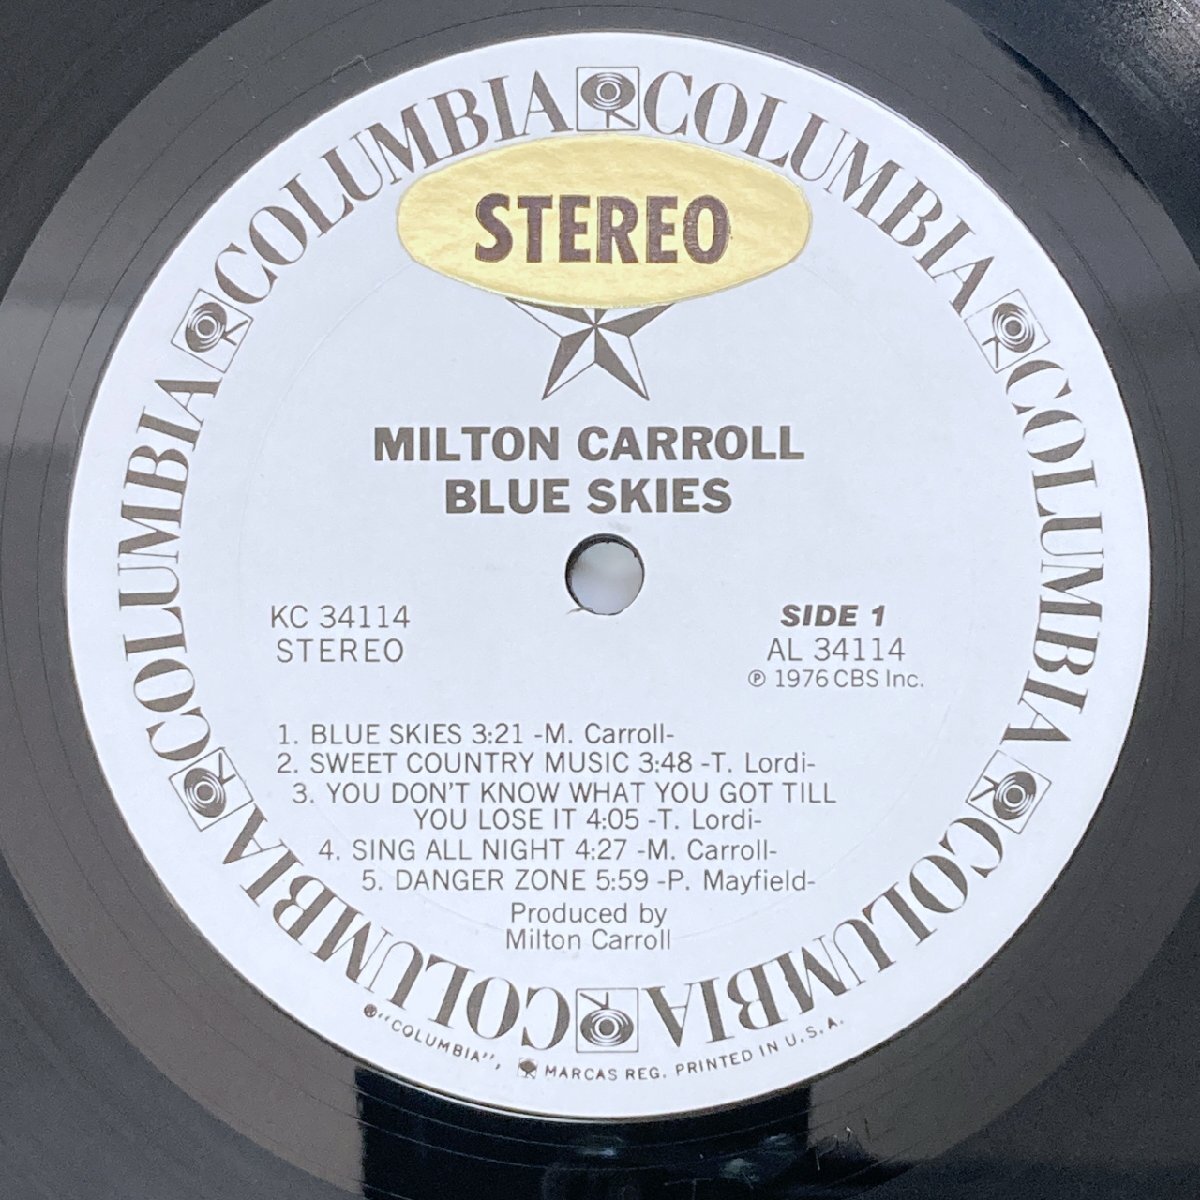 COLUMBIA COLUMBIA COLUMBIA COLUMBIA COLUMBIA COLUMBIA COLUMBIA COLUMBIA
STEREO
MILTON CARROLL
BLUE SKIES
KC 34114
STEREO
SIDE 1
AL 34114
℗ 1976 CBS Inc.
1. BLUE SKIES 3:21 -M. Carroll-
2. SWEET COUNTRY MUSIC 3:48 -T. Lordi-
3. YOU DON'T KNOW WHAT YOU GOT TILL
YOU LOSE IT 4:05 -T. Lordi-
4. SING ALL NIGHT 4:27 -M. Carroll-
5. DANGER ZONE 5:59 -P. Mayfield-
Produced by
Milton Carroll
® "COLUMBIA", MARCAS REG. PRINTED IN U.S.A.